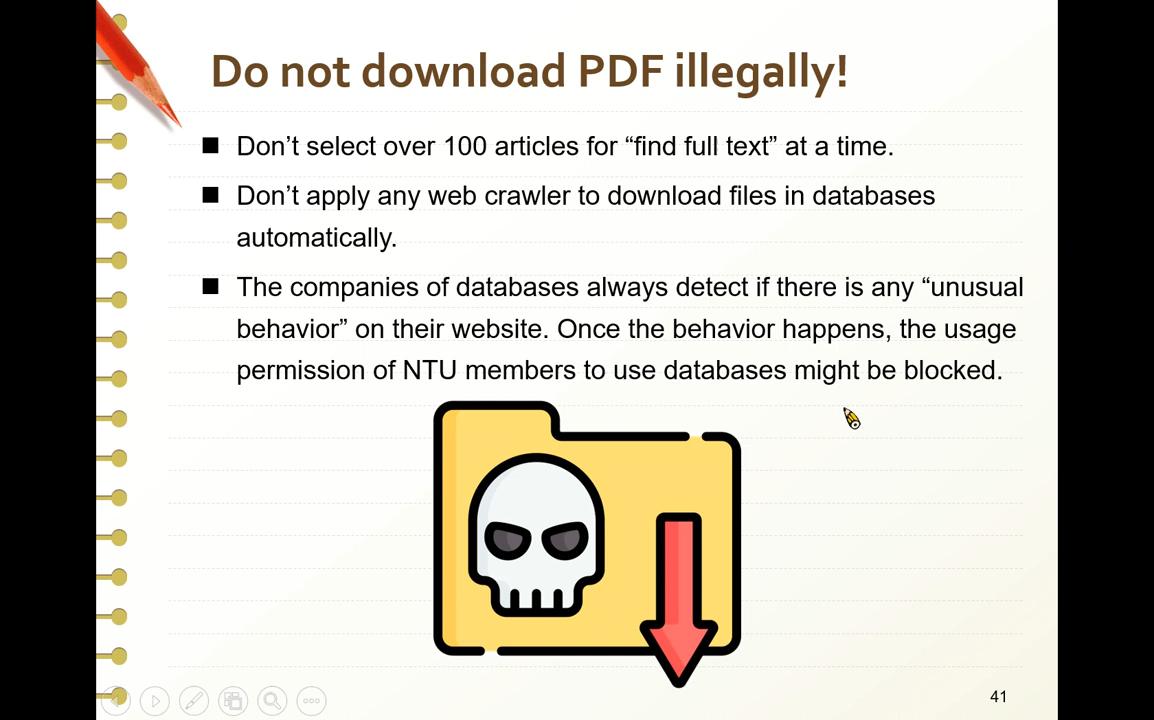 Do not download PDF illegally!
Don’t select over 100 articles for “find full text” at a time.
Don’t apply any web crawler to download files in databases
automatically.
The companies of databases always detect if there is any “unusual
behavior” on their website. Once the behavior happens, the usage
permission of NTU members to use databases might be blocked.
41